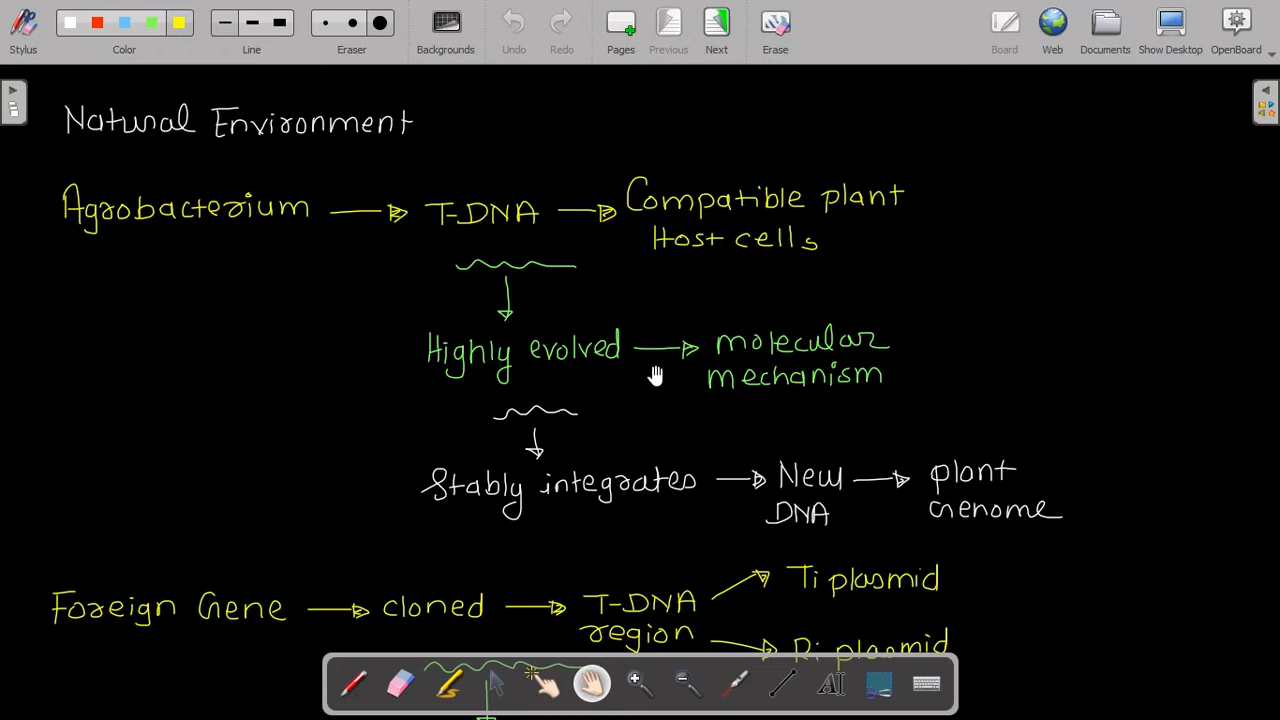 Stylus
Color
Line
Eraser
Backgrounds
Undo
Redo
Pages
Previous
Next
Erase
Board
Web
Documents
Show Desktop
OpenBoard
Natural Environment
Agrobacterium → T-DNA → Compatible plant
Host cells
Highly evolved → molecular
mechanism
Stably integrates → New → plant
DNA Genome
Ti plasmid
Foreign Gene → cloned → T-DNA
region
Ri plasmid
AI